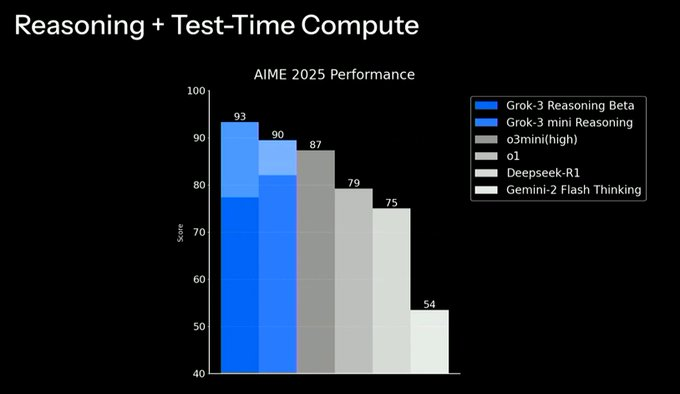 Reasoning + Test-Time Compute
AIME 2025 Performance
100
90
80
70
60
50
40
Score
93
90
87
79
75
54
Grok-3 Reasoning Beta
Grok-3 mini Reasoning
o3mini(high)
o1
Deepseek-R1
Gemini-2 Flash Thinking